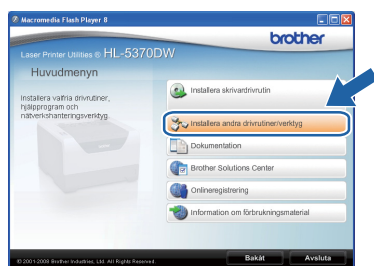 Macromedia Flash Player 8
brother
Laser Printer Utilities ® HL-5370DW
Huvudmenyn
Installera valfria drivrutiner,
hjälpprogram och
nätverkshanteringsverktyg.
Installera skrivardrivrutin
Installera andra drivrutiner/verktyg
Dokumentation
Brother Solutions Center
Onlineregistrering
Information om förbrukningsmaterial
© 2001-2008 Brother Industries, Ltd. All Rights Reserved.
Bakåt
Avsluta